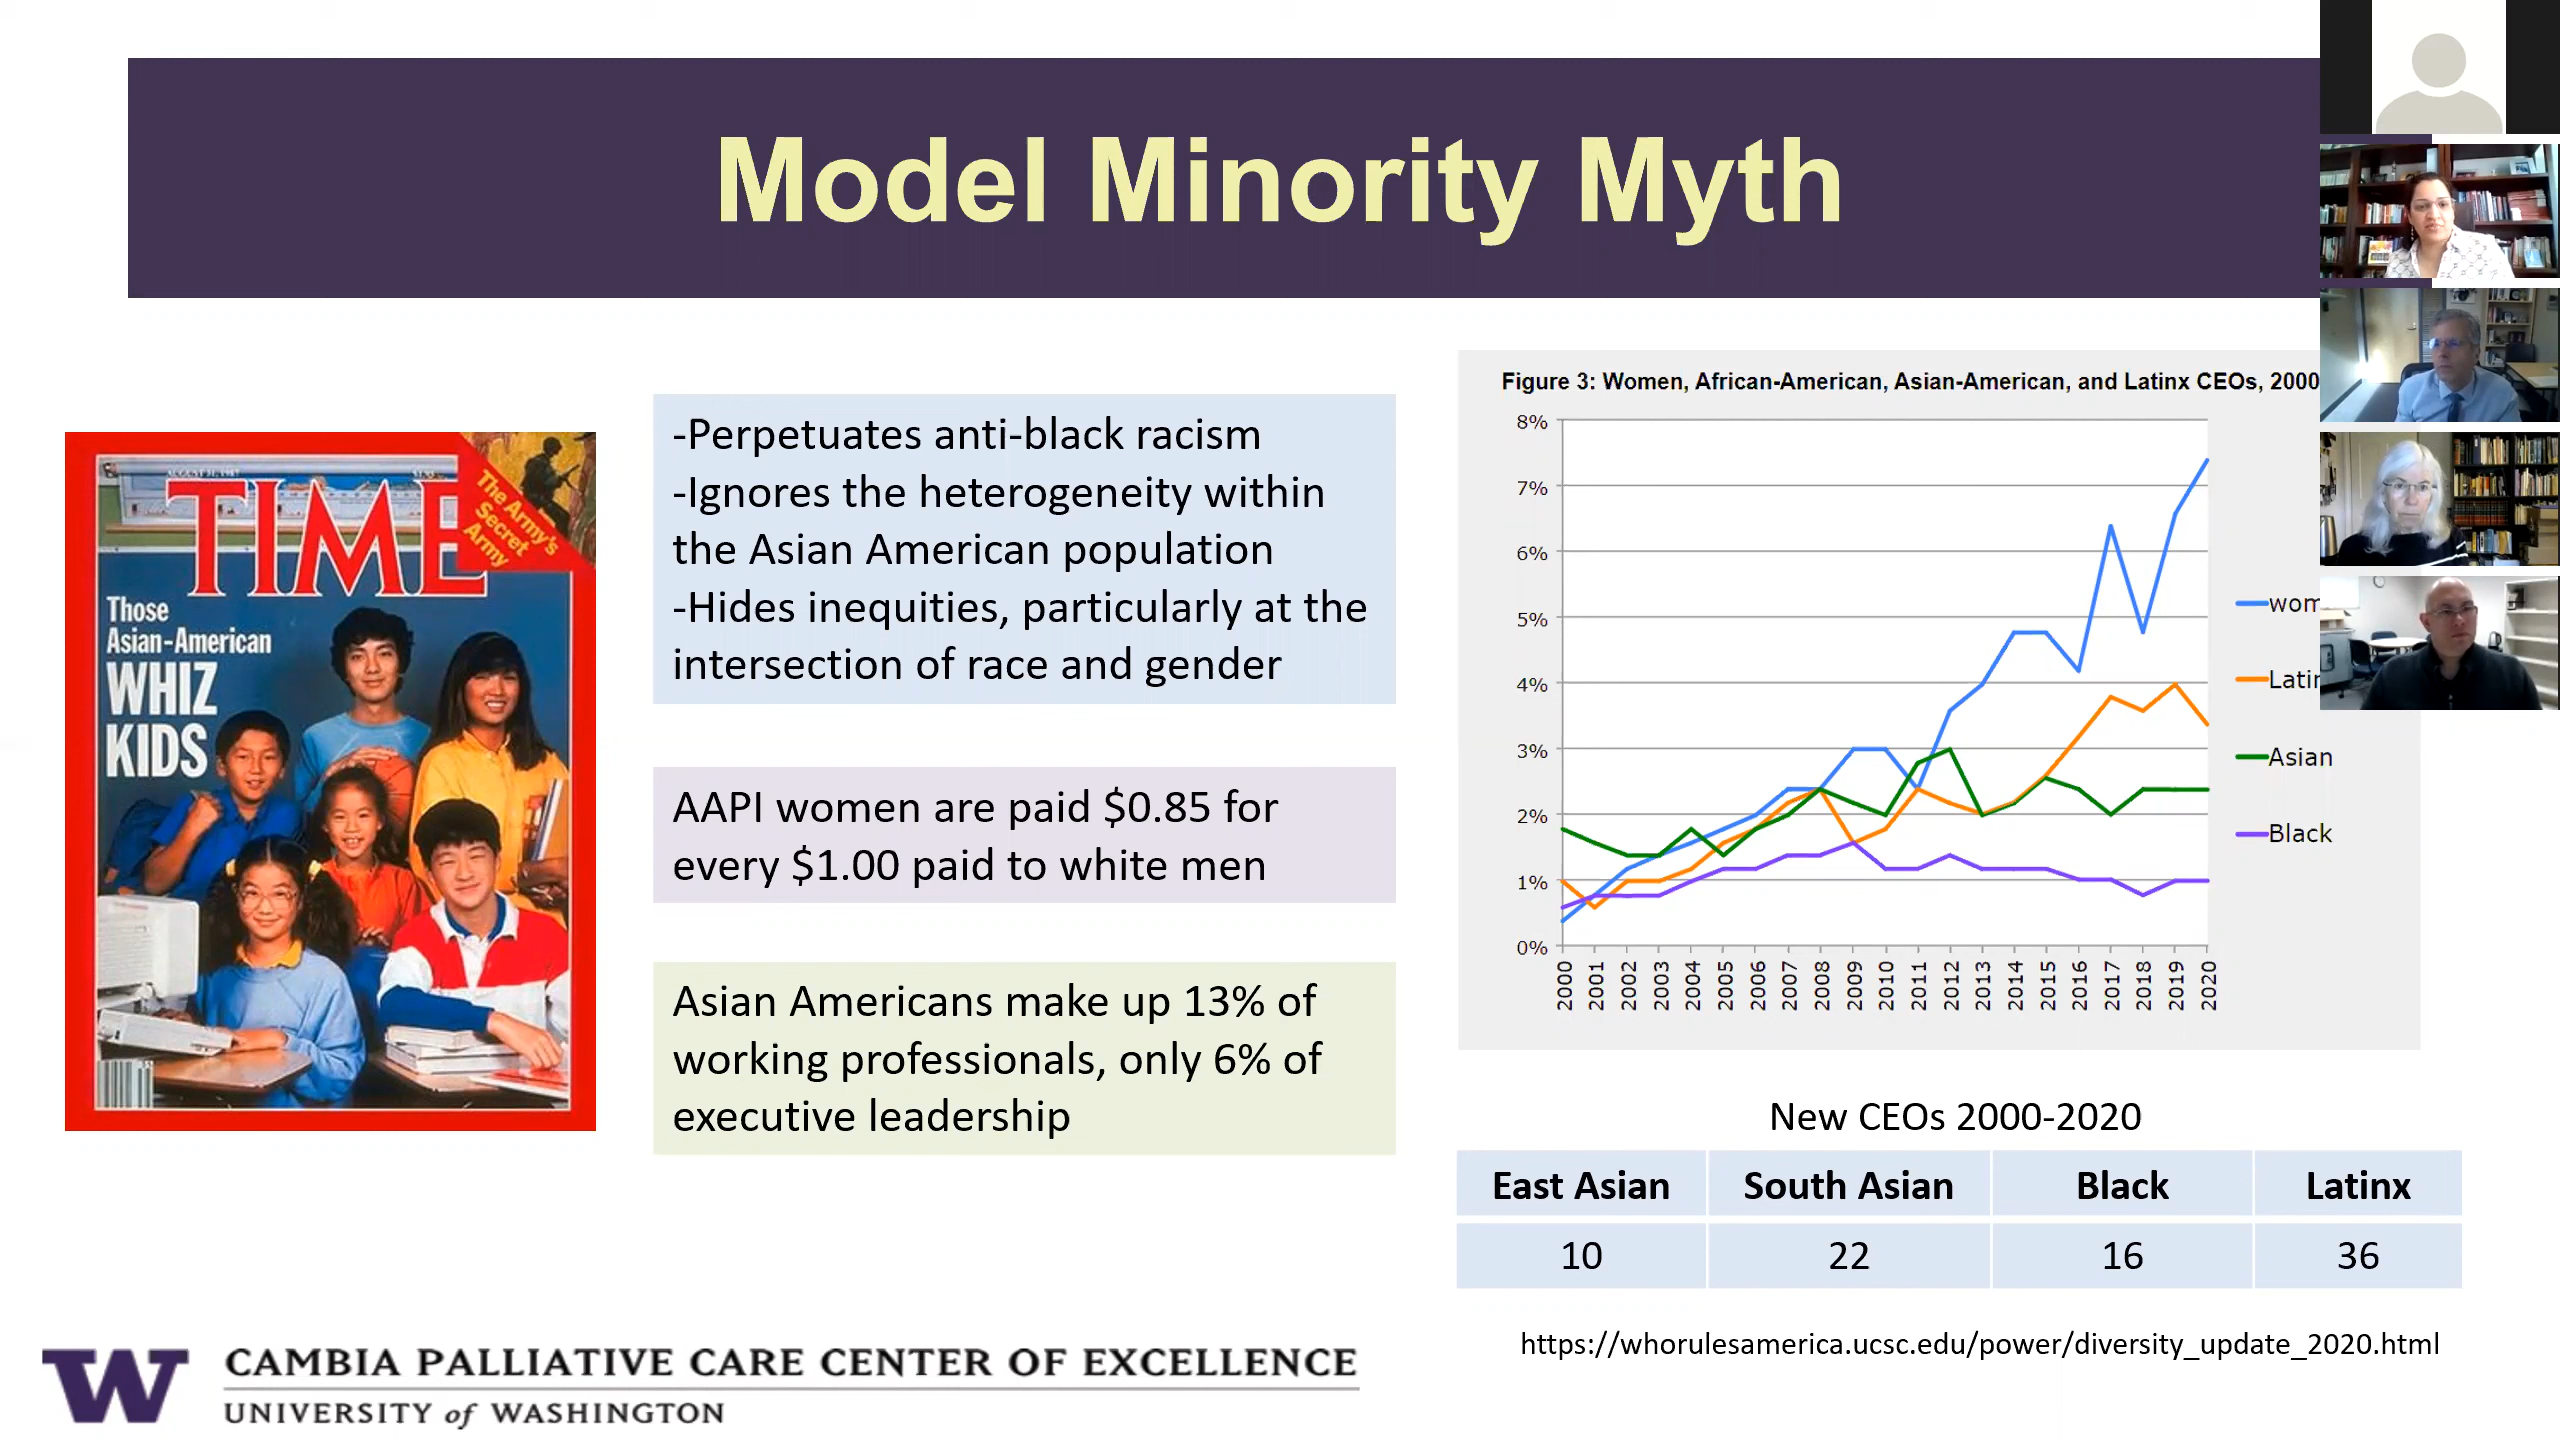 Model Minority Myth
AUGUST 31, 1987
TIME
The Army's
Secret
Army
Those
Asian-American
WHIZ
KIDS
-Perpetuates anti-black racism
-Ignores the heterogeneity within
the Asian American population
-Hides inequities, particularly at the
intersection of race and gender
AAPI women are paid $0.85 for
every $1.00 paid to white men
Asian Americans make up 13% of
working professionals, only 6% of
executive leadership
Figure 3: Women, African-American, Asian-American, and Latinx CEOs, 2000
8%
7%
6%
5%
4%
3%
2%
1%
0%
2000 2001 2002 2003 2004 2005 2006 2007 2008 2009 2010 2011 2012 2013 2014 2015 2016 2017 2018 2019 2020
Asian
Black
New CEOs 2000-2020
East Asian South Asian Black Latinx
10 22 16 36
https://whorulesamerica.ucsc.edu/power/diversity_update_2020.html
W CAMBIA PALLIATIVE CARE CENTER OF EXCELLENCE
UNIVERSITY of WASHINGTON